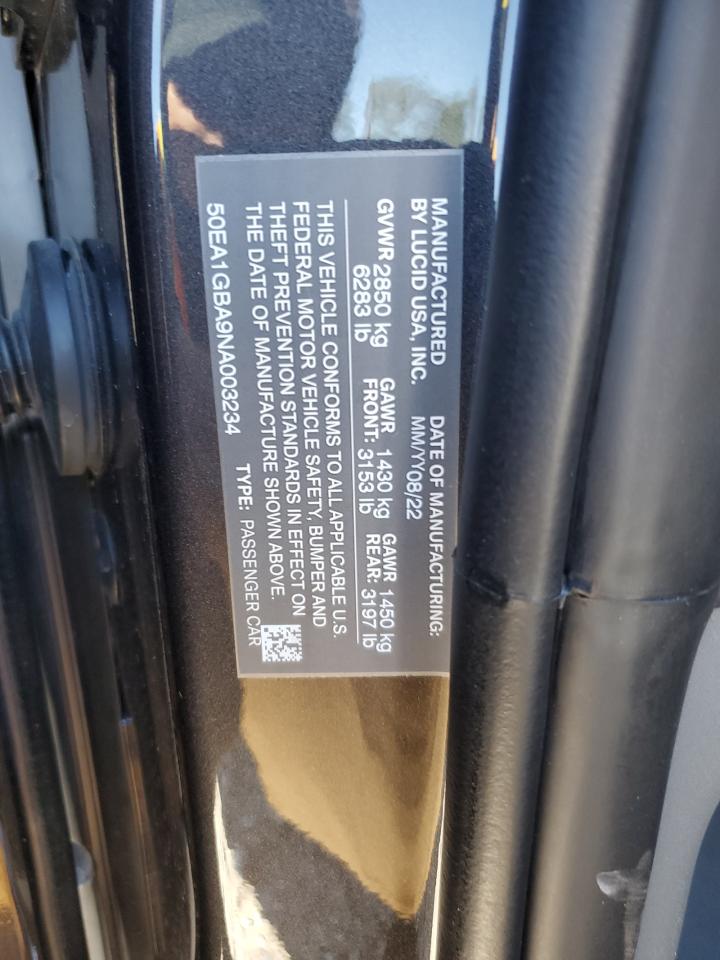 MANUFACTURED
BY LUCID USA, INC.
DATE OF MANUFACTURING:
MM/YY08/22
GVWR 2850 kg
6283 lb
GAWR 1430 kg
FRONT: 3153 lb
GAWR 1450 kg
REAR: 3197 lb
THIS VEHICLE CONFORMS TO ALL APPLICABLE U.S.
FEDERAL MOTOR VEHICLE SAFETY, BUMPER AND
THEFT PREVENTION STANDARDS IN EFFECT ON
THE DATE OF MANUFACTURE SHOWN ABOVE.
50EA1GBA9NA003234 TYPE: PASSENGER CAR